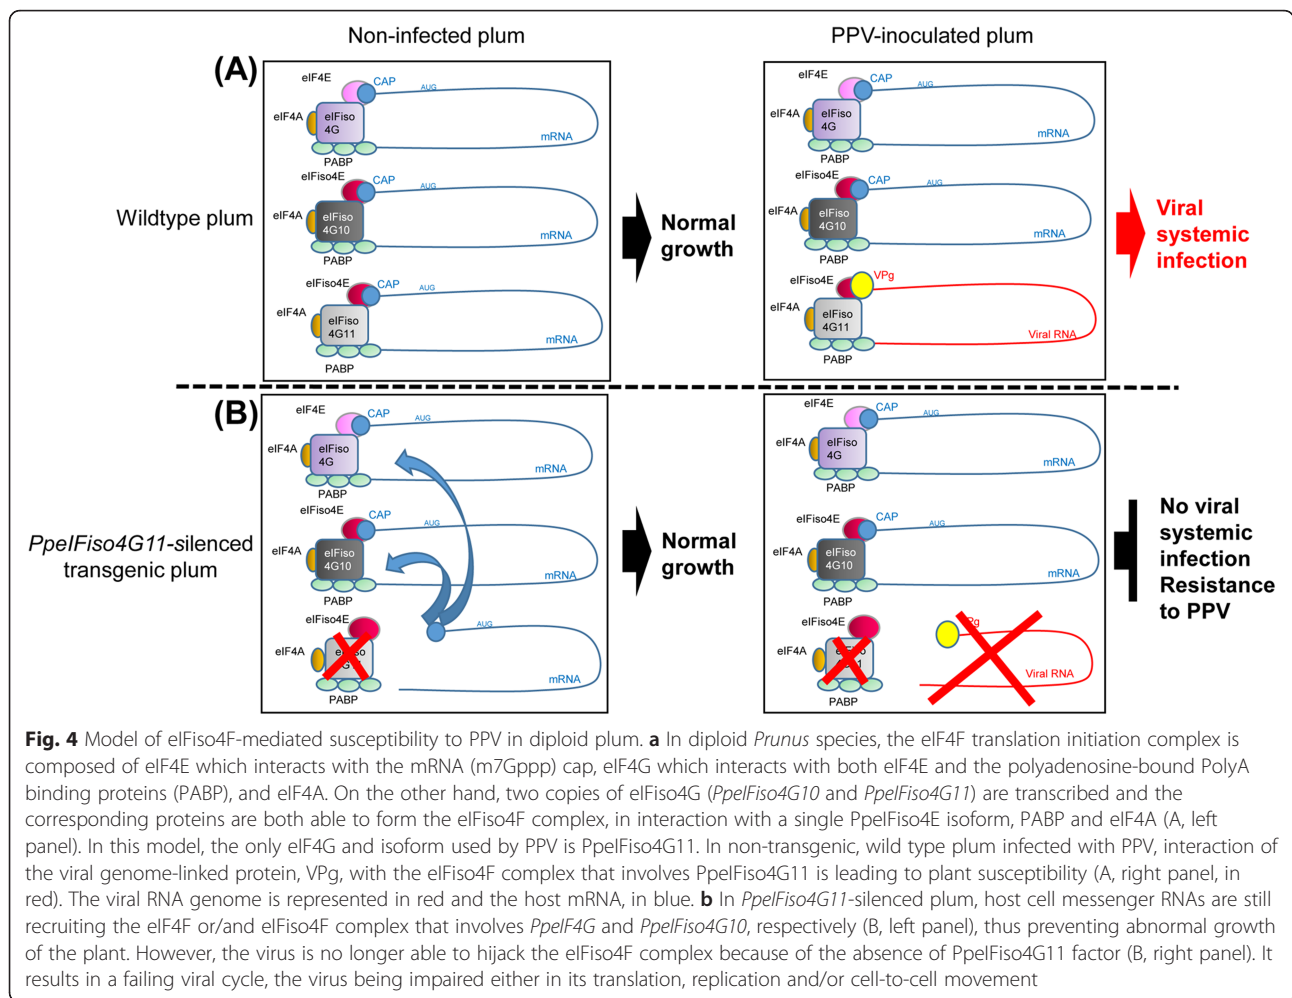 Non-infected plum
PPV-inoculated plum
(A)
eIF4E
CAP
AUG
eIF4A
eIFiso
4G
mRNA
PABP
eIFiso4E
CAP
AUG
eIF4A
eIFiso
4G10
mRNA
PABP
eIFiso4E
CAP
AUG
eIF4A
eIFiso
4G11
mRNA
PABP
Wildtype plum
Normal
growth
eIF4E
CAP
AUG
eIF4A
eIFiso
4G
mRNA
PABP
eIFiso4E
CAP
AUG
eIF4A
eIFiso
4G10
mRNA
PABP
eIFiso4E
VPg
eIF4A
eIFiso
4G11
Viral RNA
PABP
Viral
systemic
infection
(B)
eIF4E
CAP
AUG
eIF4A
eIFiso
4G
mRNA
PABP
eIFiso4E
CAP
AUG
eIF4A
eIFiso
4G10
mRNA
PABP
eIFiso4E
AUG
eIF4A
mRNA
PABP
PpeIFiso4G11-silenced
transgenic plum
Normal
growth
eIF4E
CAP
AUG
eIF4A
eIFiso
4G
mRNA
PABP
eIFiso4E
CAP
AUG
eIF4A
eIFiso
4G10
mRNA
PABP
eIFiso4E
eIF4A
Viral RNA
PABP
No viral
systemic
infection
Resistance
to PPV
Fig. 4 Model of eIFiso4F-mediated susceptibility to PPV in diploid plum. a In diploid Prunus species, the eIF4F translation initiation complex is
composed of eIF4E which interacts with the mRNA (m7Gppp) cap, eIF4G which interacts with both eIF4E and the polyadenosine-bound PolyA
binding proteins (PABP), and eIF4A. On the other hand, two copies of eIFiso4G (PpeIFiso4G10 and PpeIFiso4G11) are transcribed and the
corresponding proteins are both able to form the eIFiso4F complex, in interaction with a single PpeIFiso4E isoform, PABP and eIF4A (A, left
panel). In this model, the only eIF4G and isoform used by PPV is PpeIFiso4G11. In non-transgenic, wild type plum infected with PPV, interaction of
the viral genome-linked protein, VPg, with the eIFiso4F complex that involves PpeIFiso4G11 is leading to plant susceptibility (A, right panel, in
red). The viral RNA genome is represented in red and the host mRNA, in blue. b In PpeIFiso4G11-silenced plum, host cell messenger RNAs are still
recruiting the eIF4F or/and eIFiso4F complex that involves PpeIF4G and PpeIFiso4G10, respectively (B, left panel), thus preventing abnormal growth
of the plant. However, the virus is no longer able to hijack the eIFiso4F complex because of the absence of PpeIFiso4G11 factor (B, right panel). It
results in a failing viral cycle, the virus being impaired either in its translation, replication and/or cell-to-cell movement